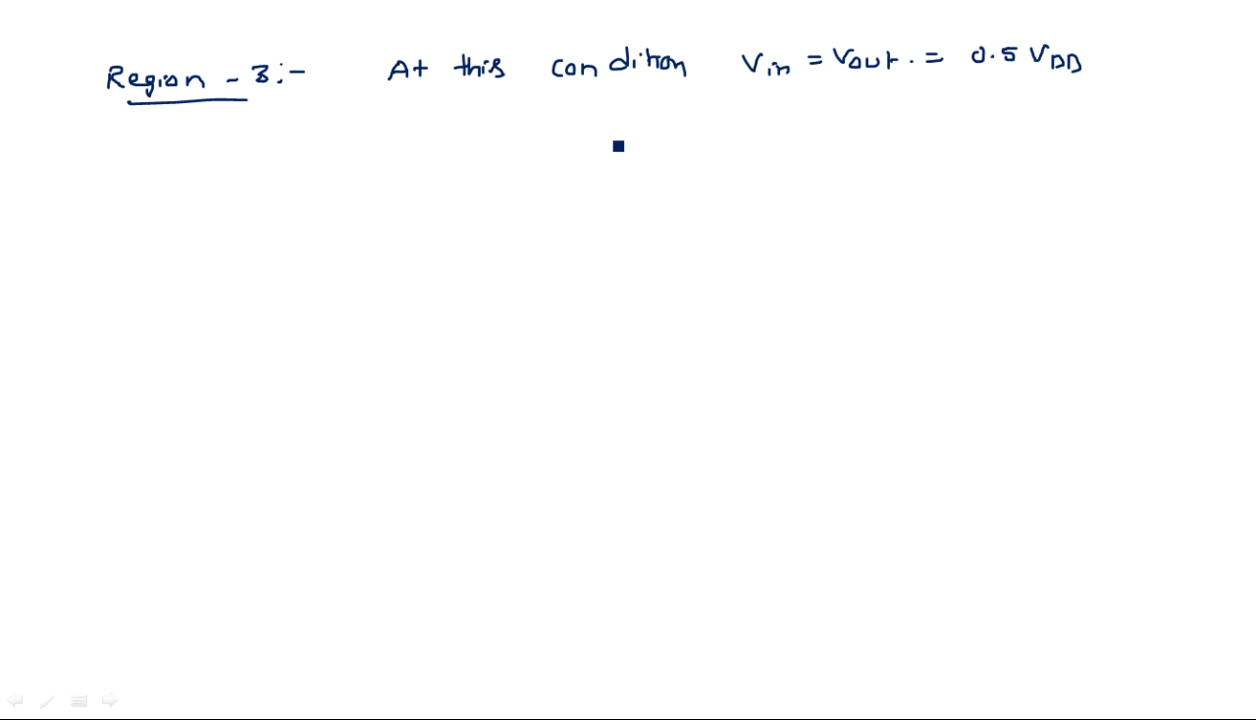 Region - 3:- At this condition Vin = Vout. = 0.5 VDD